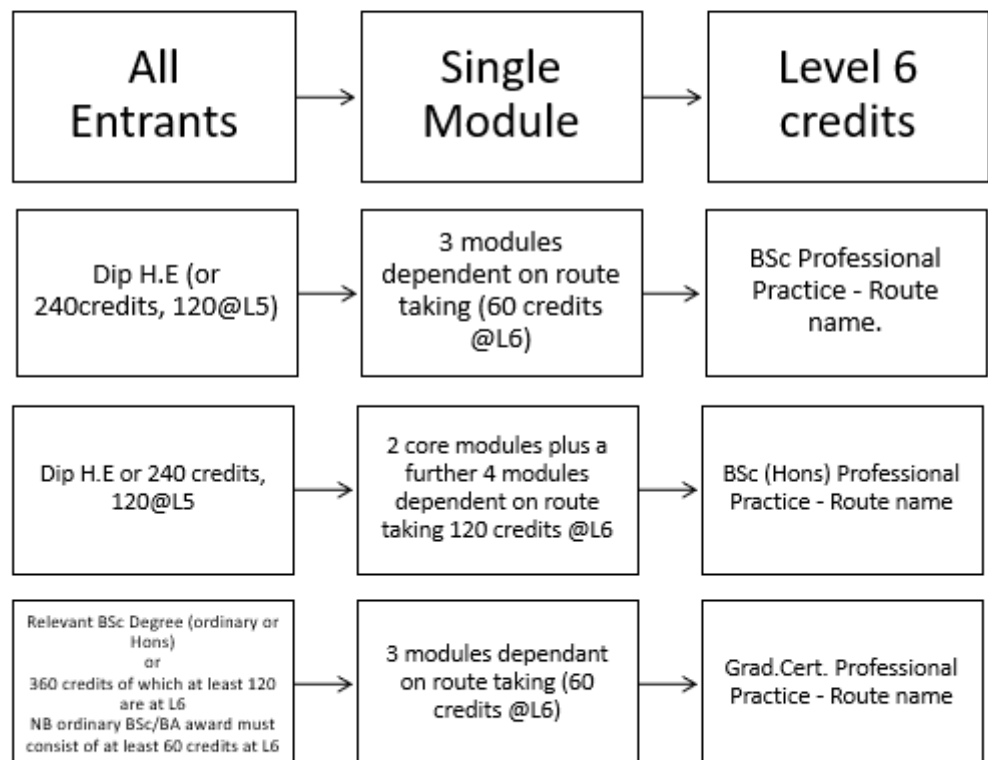 All
Entrants
Single
Module
Level 6
credits
Dip H.E (or
240credits, 120@L5)
3 modules
dependent on route
taking (60 credits
@L6)
BSc Professional
Practice - Route
name.
Dip H.E or 240 credits,
120@L5
2 core modules plus a
further 4 modules
dependent on route
taking 120 credits @L6
BSc (Hons) Professional
Practice - Route name
Relevant BSc Degree (ordinary or
Hons)
or
360 credits of which at least 120
are at L6
NB ordinary BSc/BA award must
consist of at least 60 credits at L6
3 modules dependant
on route taking (60
credits @L6)
Grad.Cert. Professional
Practice - Route name